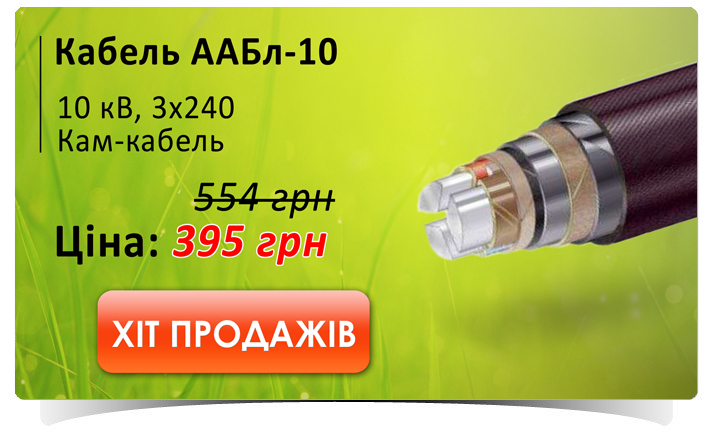 Кабель ААБл-10
10 кВ, 3х240
Кам-кабель
554 грн
Ціна: 395 грн
ХІТ ПРОДАЖІВ